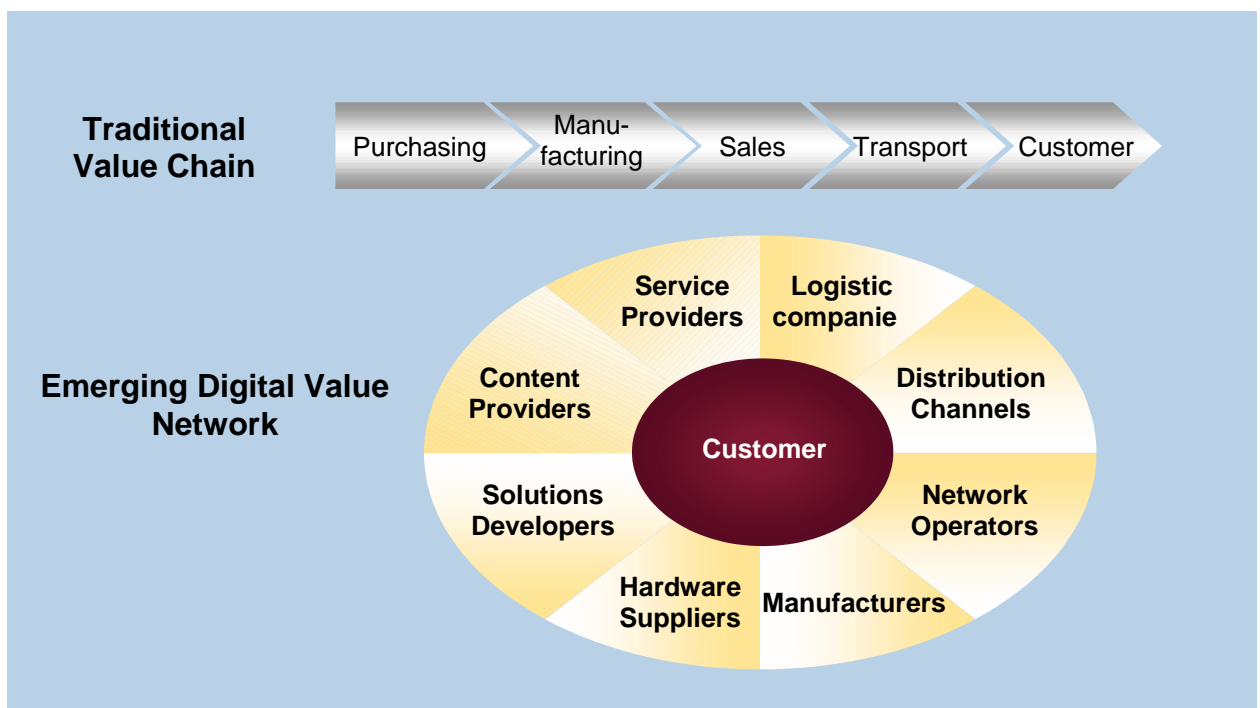 Traditional
Value Chain
Purchasing
Manu-
facturing
Sales
Transport
Customer
Emerging Digital Value
Network
Service
Providers
Logistic
companie
Content
Providers
Distribution
Channels
Customer
Solutions
Developers
Network
Operators
Hardware
Suppliers
Manufacturers